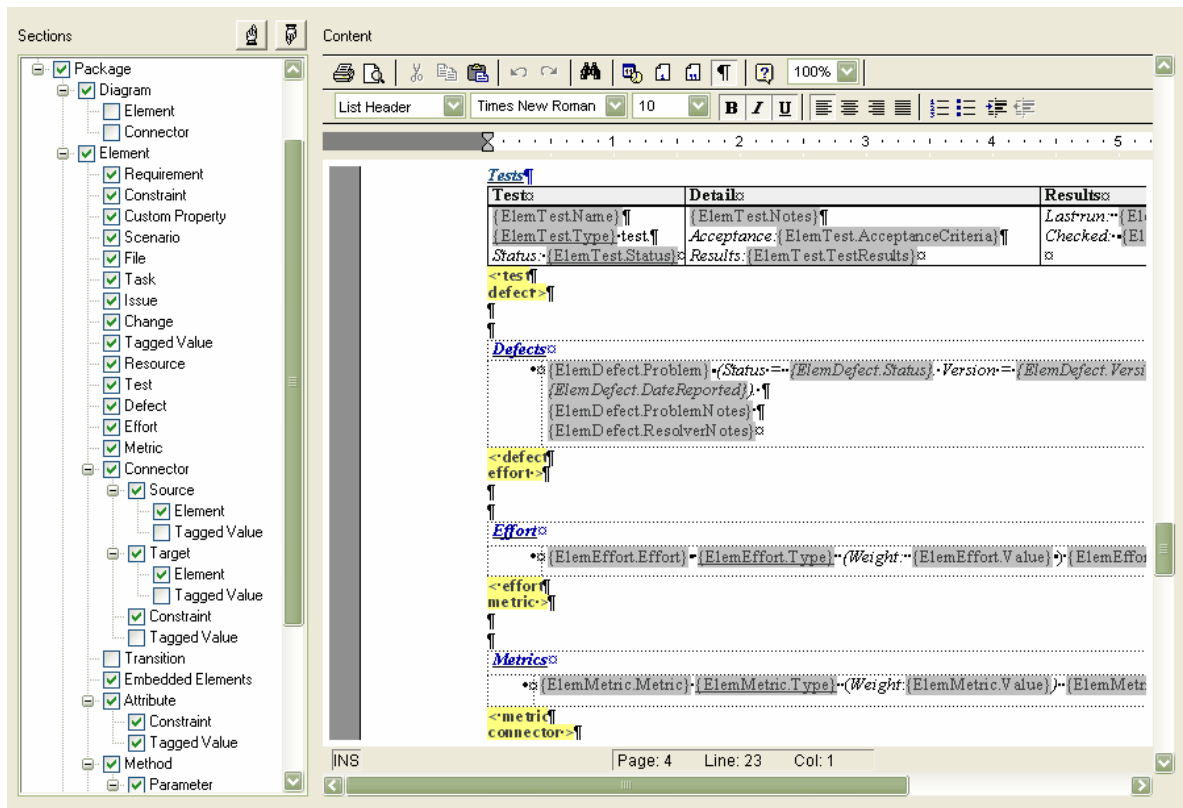 Sections
Package
Diagram
Element
Connector
Element
Requirement
Constraint
Custom Property
Scenario
File
Task
Issue
Change
Tagged Value
Resource
Test
Defect
Effort
Metric
Connector
Source
Element
Tagged Value
Target
Element
Tagged Value
Constraint
Tagged Value
Transition
Embedded Elements
Attribute
Constraint
Tagged Value
Method
Parameter
Content
100%
List Header Times New Roman 10 B I U
1 2 3 4 5
Tests¶
Test¤ Detail¤ Results¤
{ElemTest.Name}¶ {ElemTest.Notes}¶ Last·run:··{El
{ElemTest.Type}·test¶ Acceptance:{ElemTest.AcceptanceCriteria}¶ Checked:··{El
Status:·{ElemTest.Status}¤ Results:{ElemTest.TestResults}¤ ¤
<·test¶
defect·>¶
¶
¶
Defects¤
•¤ {ElemDefect.Problem}·(Status·=··{ElemDefect.Status}.·Version·=·{ElemDefect.Versi
{ElemDefect.DateReported}).·¶
{ElemDefect.ProblemNotes}·¶
{ElemDefect.ResolverNotes}¤
<·defect¶
effort·>¶
¶
¶
Effort¤
•¤ {ElemEffort.Effort}·-{ElemEffort.Type}··(Weight:··{ElemEffort.Value}·)·{ElemEffor
<·effort¶
metric·>¶
¶
¶
Metrics¤
•¤ {ElemMetric.Metric}·{ElemMetric.Type}··(Weight:{ElemMetric.Value})··{ElemMetr
<·metric¶
connector·>¶
INS Page: 4 Line: 23 Col: 1